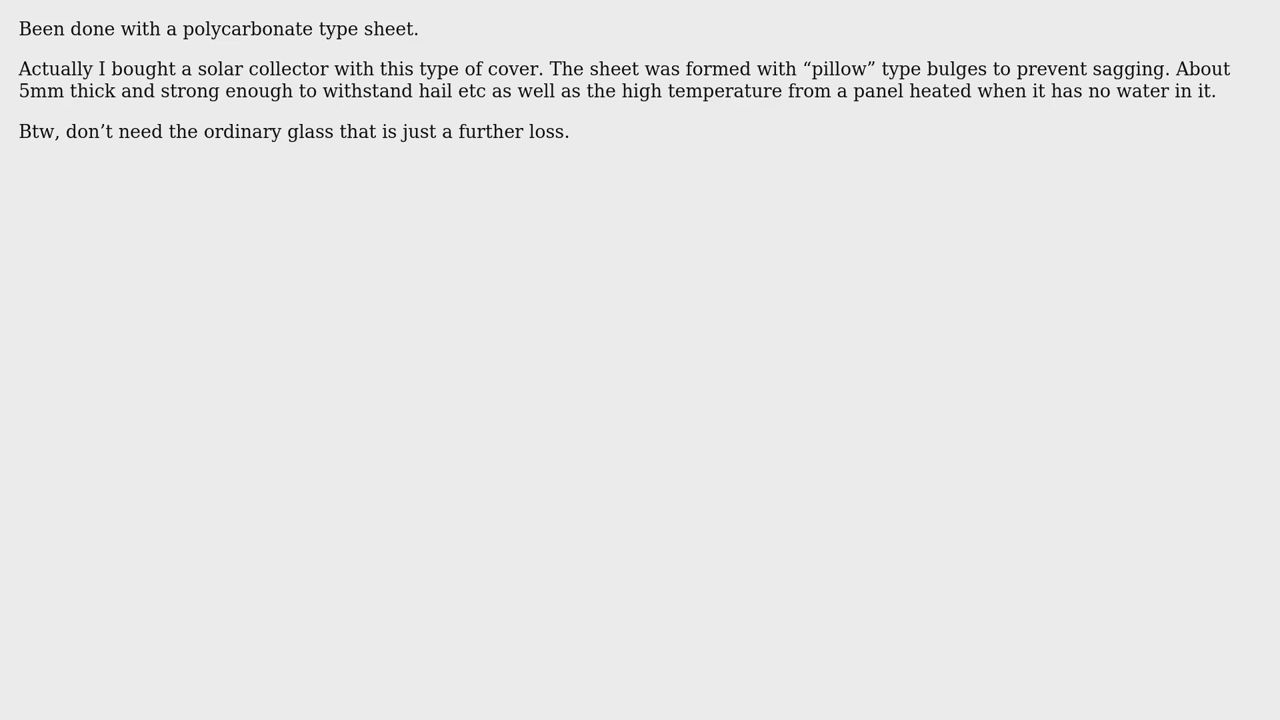 Been done with a polycarbonate type sheet.
Actually I bought a solar collector with this type of cover. The sheet was formed with “pillow” type bulges to prevent sagging. About
5mm thick and strong enough to withstand hail etc as well as the high temperature from a panel heated when it has no water in it.
Btw, don’t need the ordinary glass that is just a further loss.